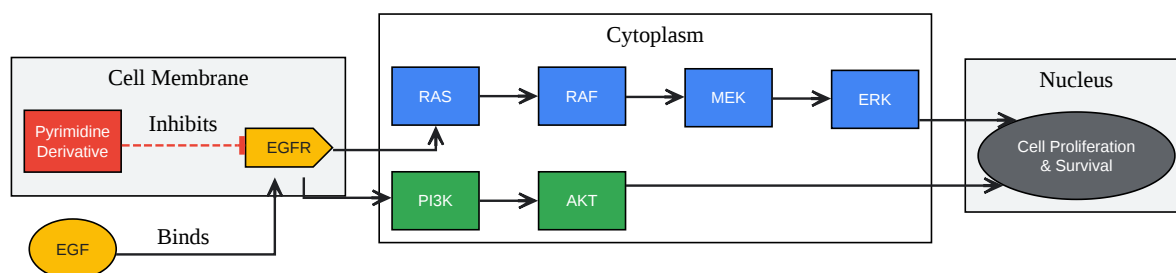 Cell Membrane
Pyrimidine
Derivative
Inhibits
EGFR
EGF
Binds
Cytoplasm
RAS
RAF
MEK
ERK
PI3K
AKT
Nucleus
Cell Proliferation
& Survival